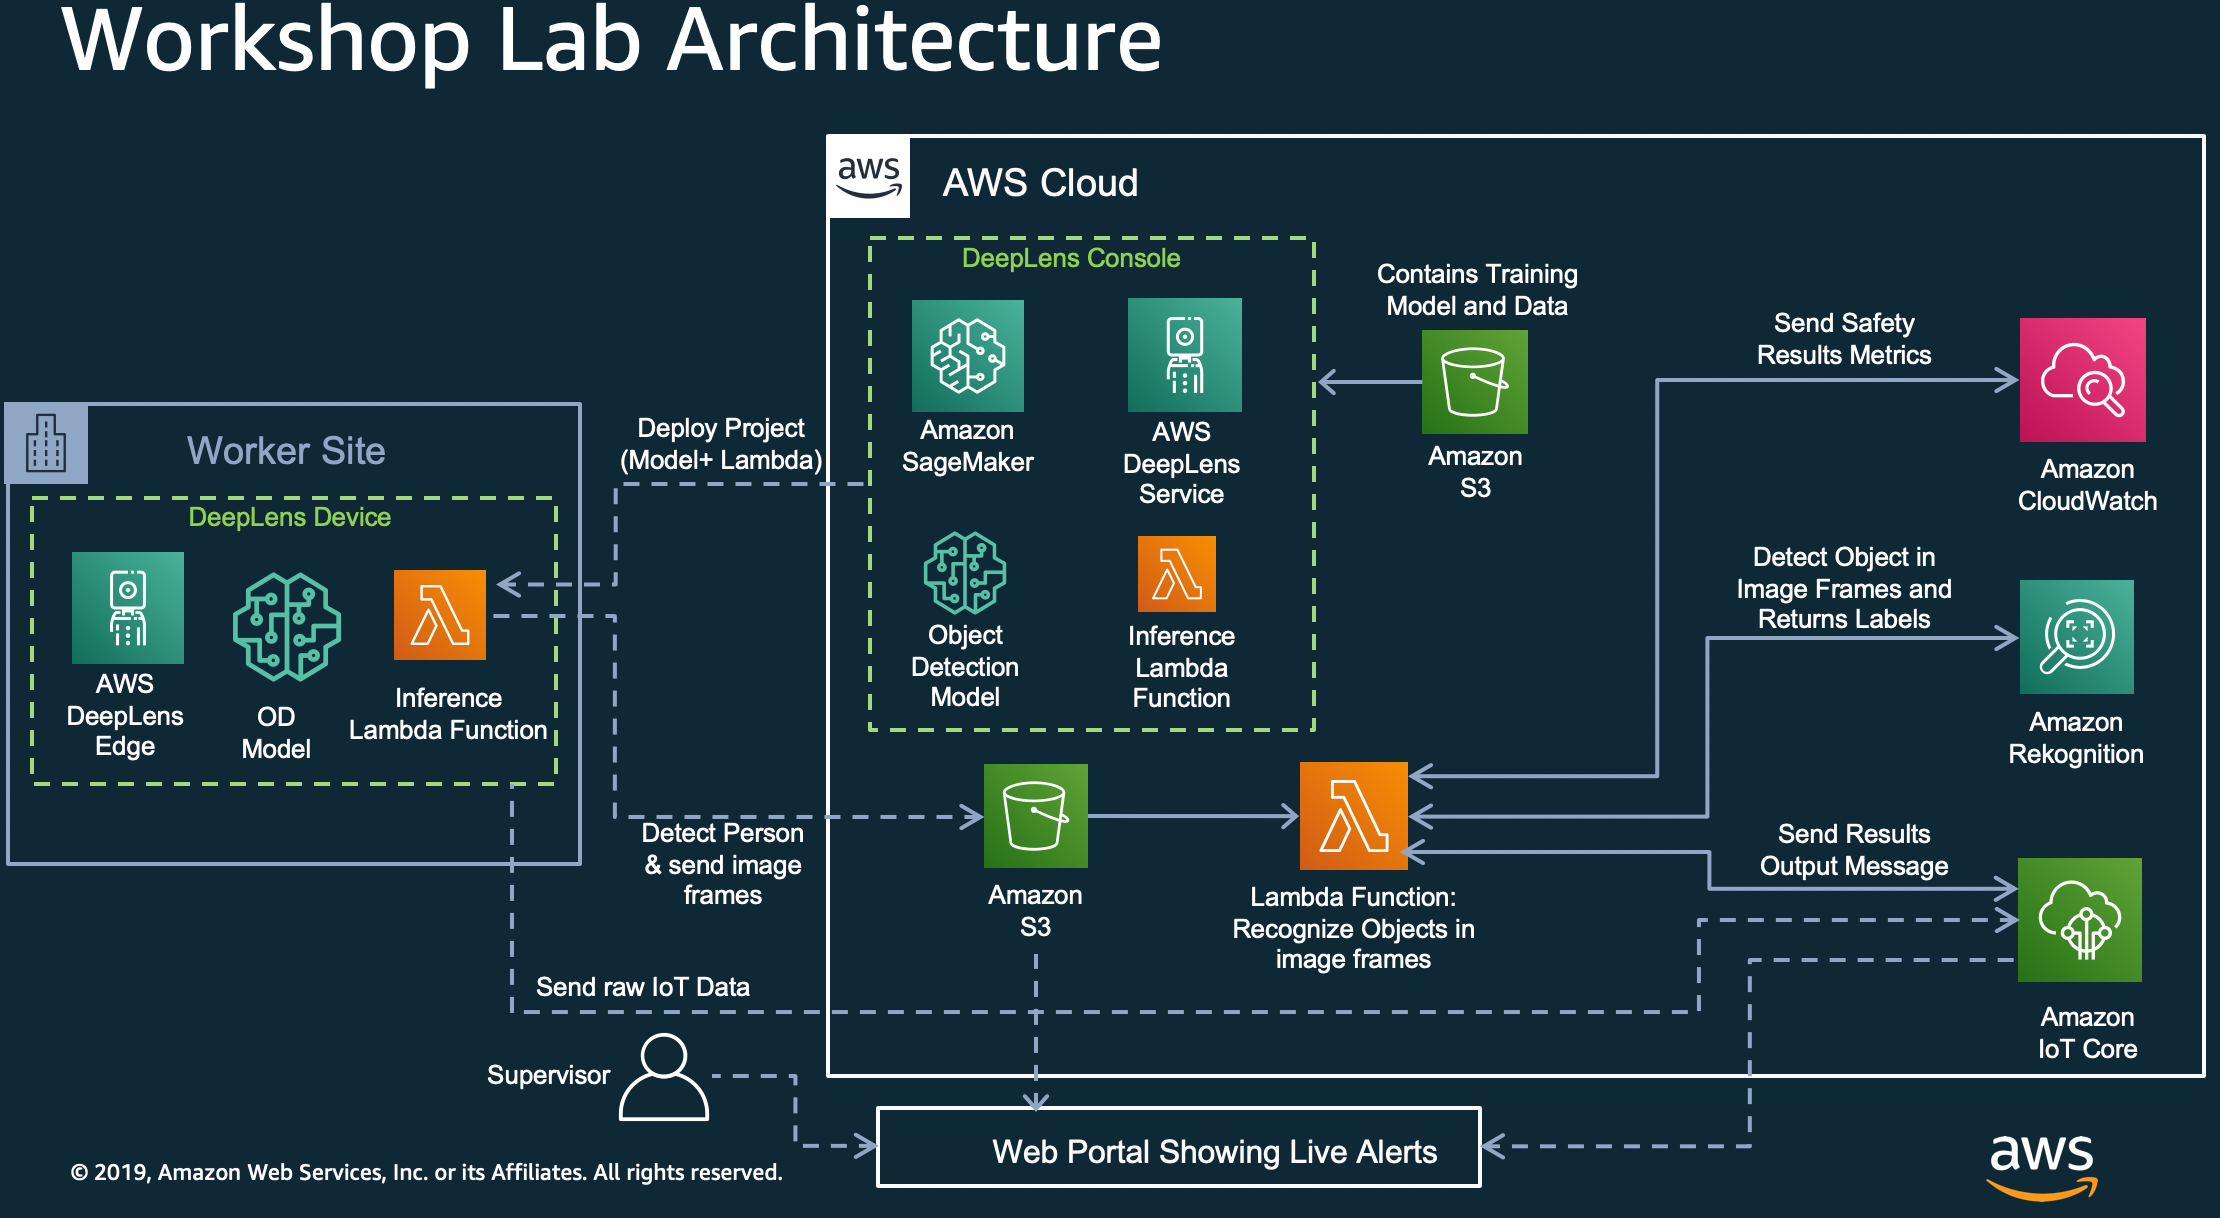 Workshop Lab Architecture
aws
AWS Cloud
DeepLens Console
Amazon
SageMaker
AWS
DeepLens
Service
Object
Detection
Model
Inference
Lambda
Function
Contains Training
Model and Data
Amazon
S3
Send Safety
Results Metrics
Amazon
CloudWatch
Detect Object in
Image Frames and
Returns Labels
Amazon
Rekognition
Send Results
Output Message
Amazon
IoT Core
Worker Site
DeepLens Device
AWS
DeepLens
Edge
OD
Model
Inference
Lambda Function
Deploy Project
(Model+ Lambda)
Detect Person
& send image
frames
Amazon
S3
Lambda Function:
Recognize Objects in
image frames
Send raw IoT Data
Supervisor
Web Portal Showing Live Alerts
© 2019, Amazon Web Services, Inc. or its Affiliates. All rights reserved.
aws